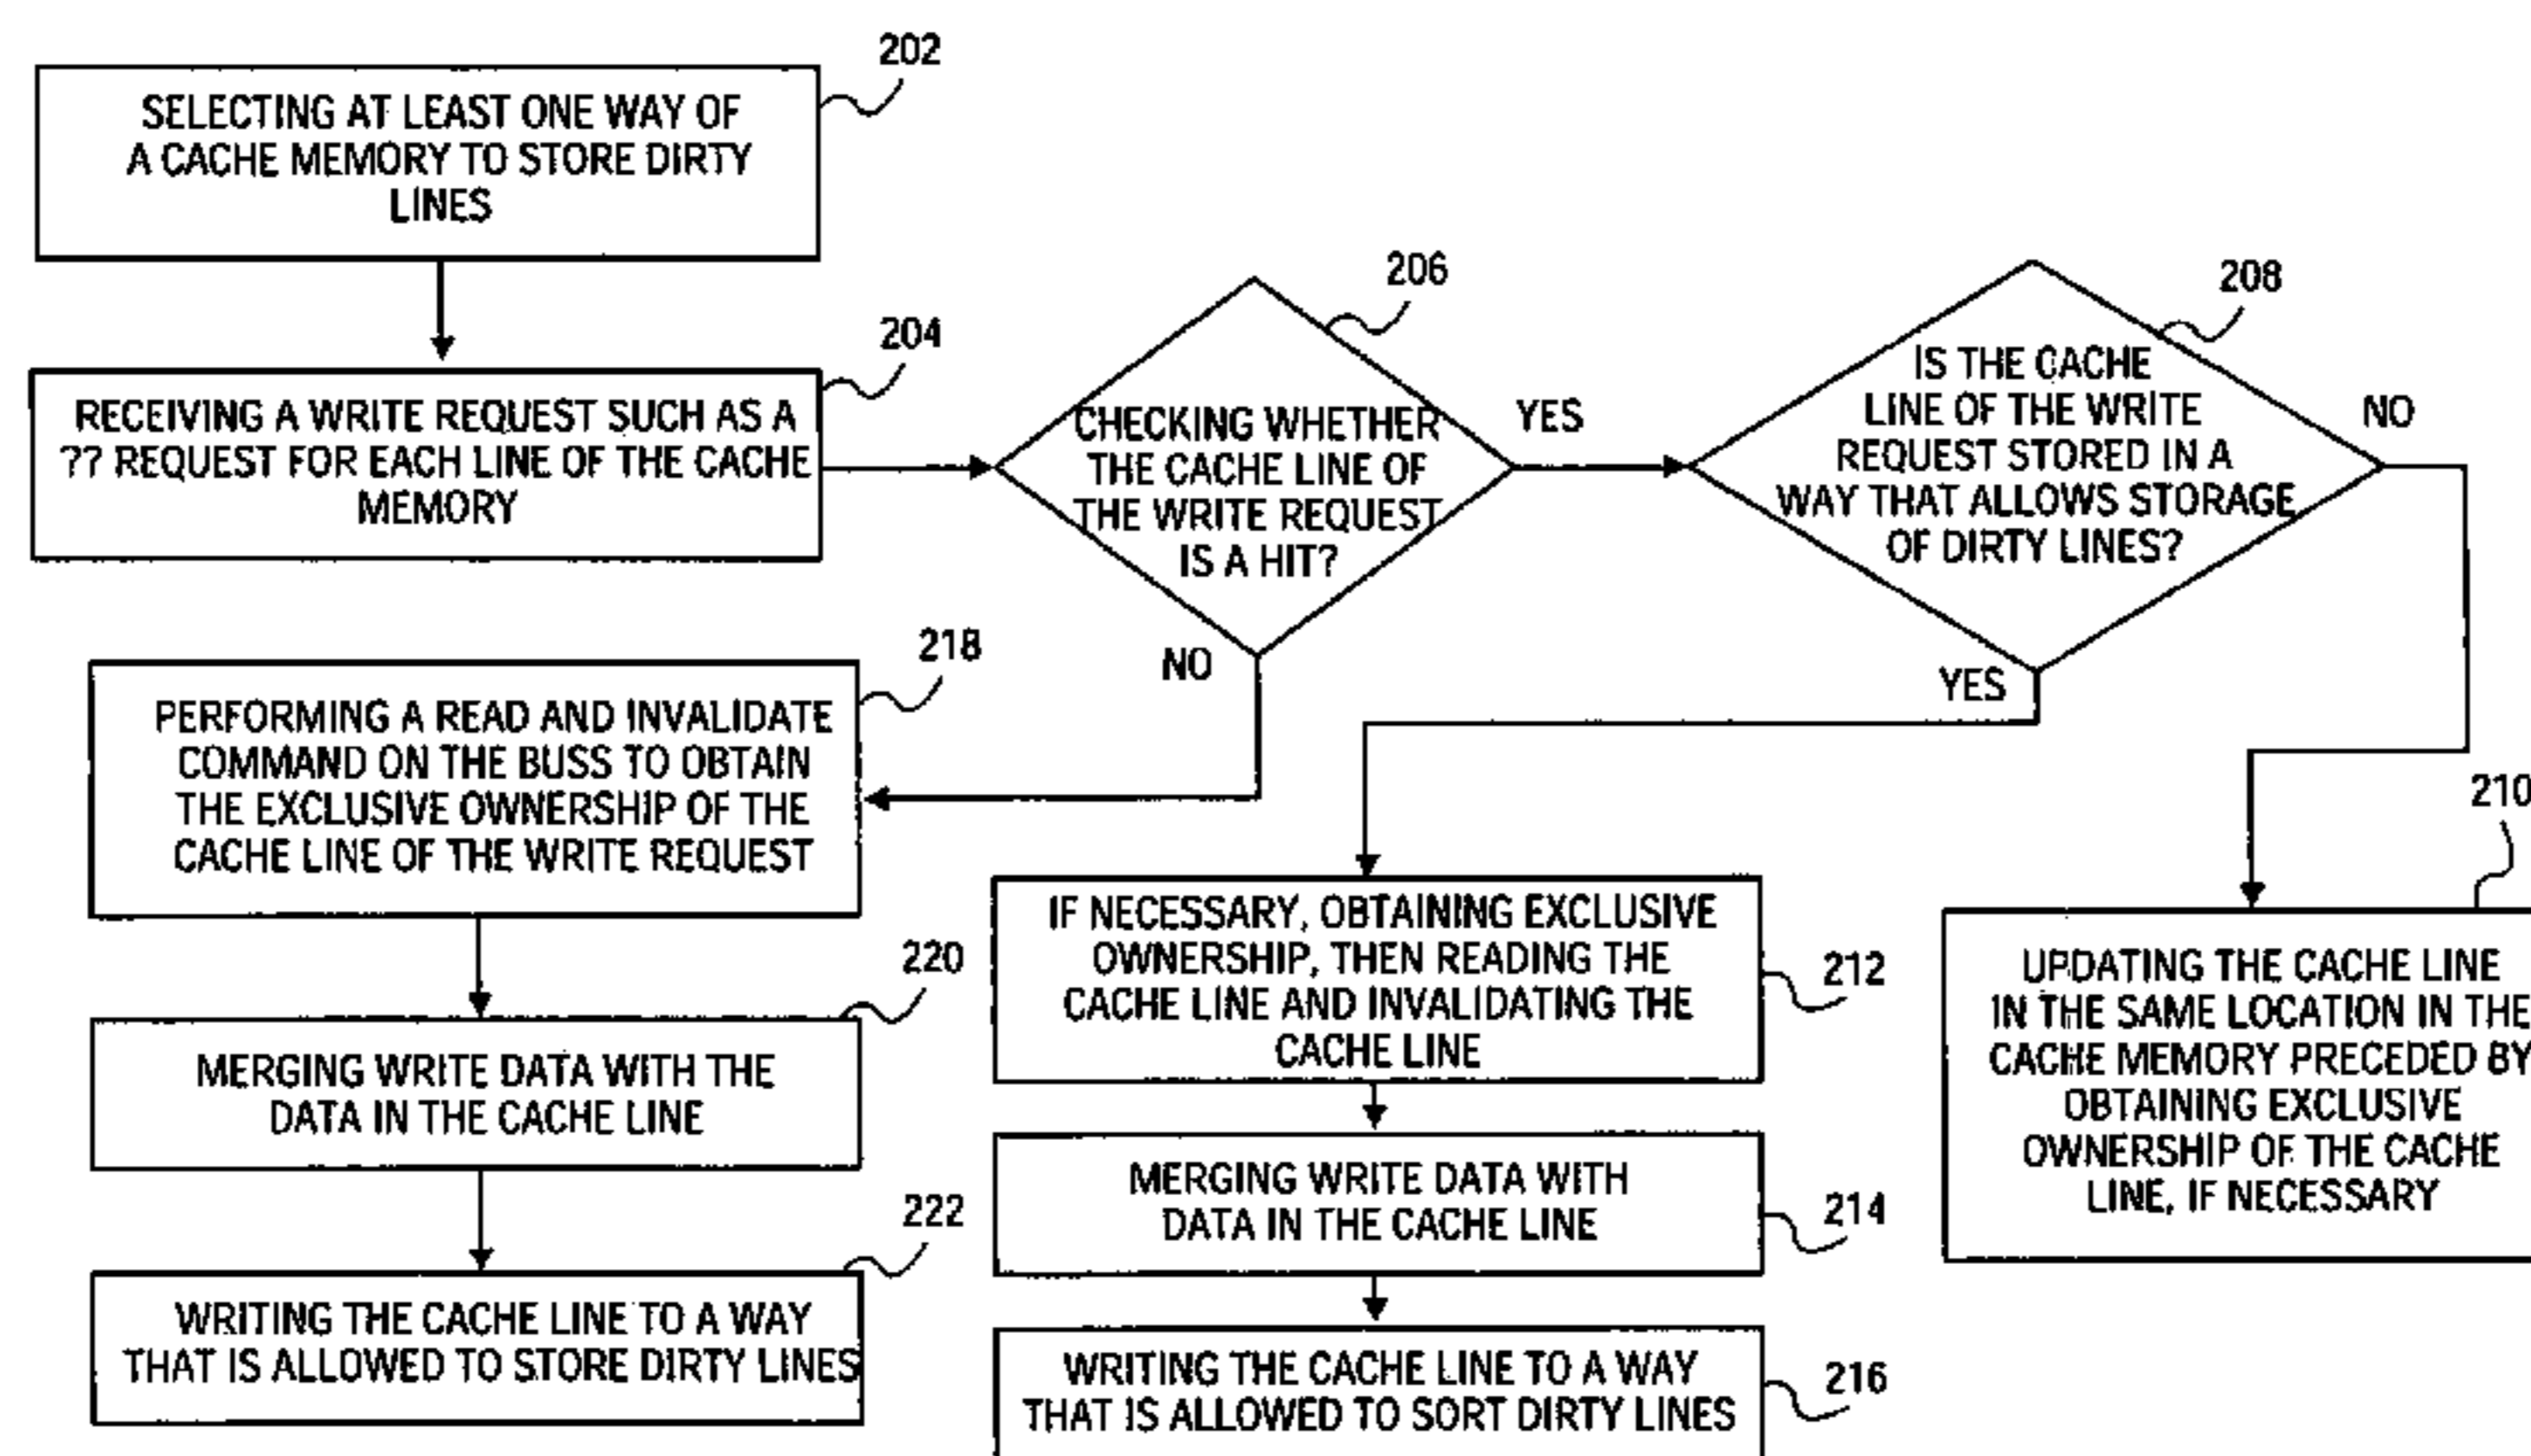 202
SELECTING AT LEAST ONE WAY OF
A CACHE MEMORY TO STORE DIRTY
LINES
204
RECEIVING A WRITE REQUEST SUCH AS A
?? REQUEST FOR EACH LINE OF THE CACHE
MEMORY
206
CHECKING WHETHER
THE CACHE LINE OF
THE WRITE REQUEST
IS A HIT?
YES
NO
208
IS THE CACHE
LINE OF THE WRITE
REQUEST STORED IN A
WAY THAT ALLOWS STORAGE
OF DIRTY LINES?
NO
YES
218
PERFORMING A READ AND INVALIDATE
COMMAND ON THE BUSS TO OBTAIN
THE EXCLUSIVE OWNERSHIP OF THE
CACHE LINE OF THE WRITE REQUEST
220
MERGING WRITE DATA WITH THE
DATA IN THE CACHE LINE
222
WRITING THE CACHE LINE TO A WAY
THAT IS ALLOWED TO STORE DIRTY LINES
IF NECESSARY, OBTAINING EXCLUSIVE
OWNERSHIP, THEN READING THE
CACHE LINE AND INVALIDATING THE
CACHE LINE
212
MERGING WRITE DATA WITH
DATA IN THE CACHE LINE
214
WRITING THE CACHE LINE TO A WAY
THAT IS ALLOWED TO SORT DIRTY LINES
216
210
UPDATING THE CACHE LINE
IN THE SAME LOCATION IN THE
CACHE MEMORY PRECEDED BY
OBTAINING EXCLUSIVE
OWNERSHIP OF THE CACHE
LINE, IF NECESSARY